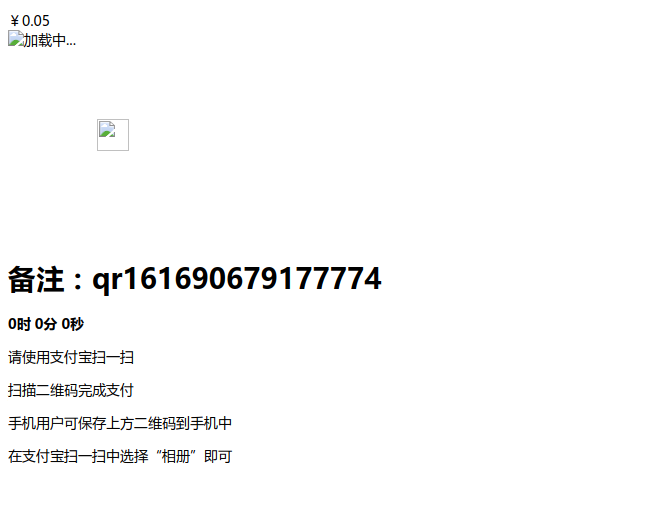 ￥0.05
加载中...
备注：qr161690679177774
0时 0分 0秒
请使用支付宝扫一扫
扫描二维码完成支付
手机用户可保存上方二维码到手机中
在支付宝扫一扫中选择“相册”即可